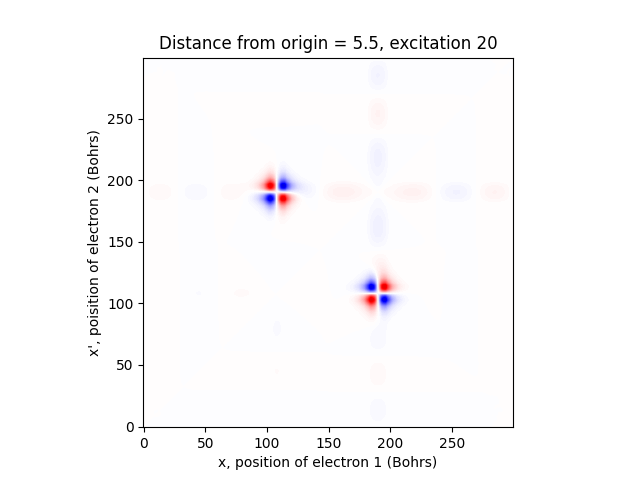 Distance from origin = 5.5, excitation 20
250
200
150
100
50
0
x', poisition of electron 2 (Bohrs)
0 50 100 150 200 250
x, position of electron 1 (Bohrs)